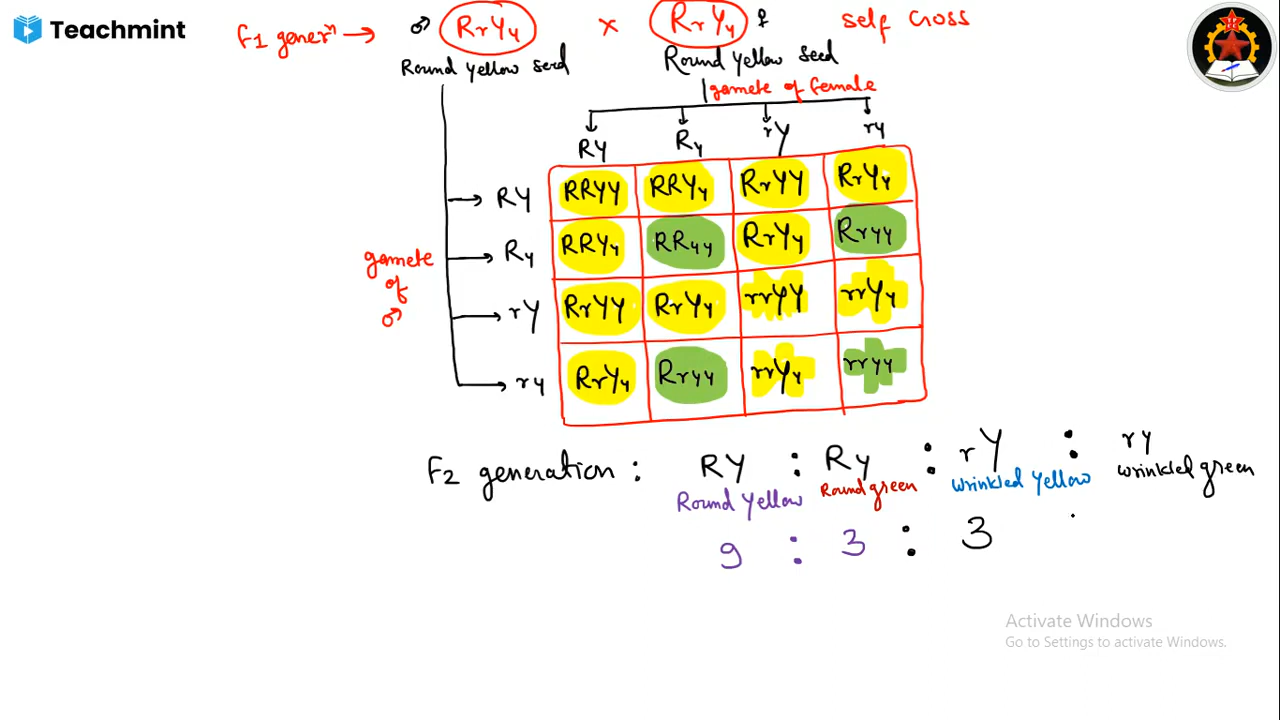 Teachmint
F1 generⁿ → ♂ RrYy × RrYy ♀ self cross
Round yellow seed Round yellow seed
gamete of female
RY Ry rY ry
RY RRYY RRYy RrYY RrYy
Ry RRYy RRyy RrYy Rryy
gamete of ♂
rY RrYY RrYy rrYY rrYy
ry RrYy Rryy rrYy rryy
F2 generation : RY : Ry : rY : ry
Round Yellow Round green Wrinkled Yellow wrinkled green
9 : 3 : 3
Activate Windows
Go to Settings to activate Windows.